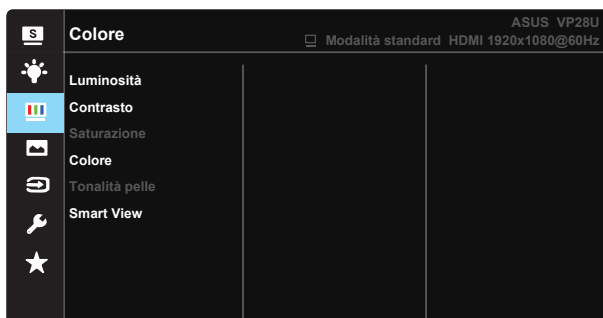 S
Colore
ASUS VP28U
Modalità standard HDMI 1920x1080@60Hz
Luminosità
Contrasto
Saturazione
Colore
Tonalità pelle
Smart View